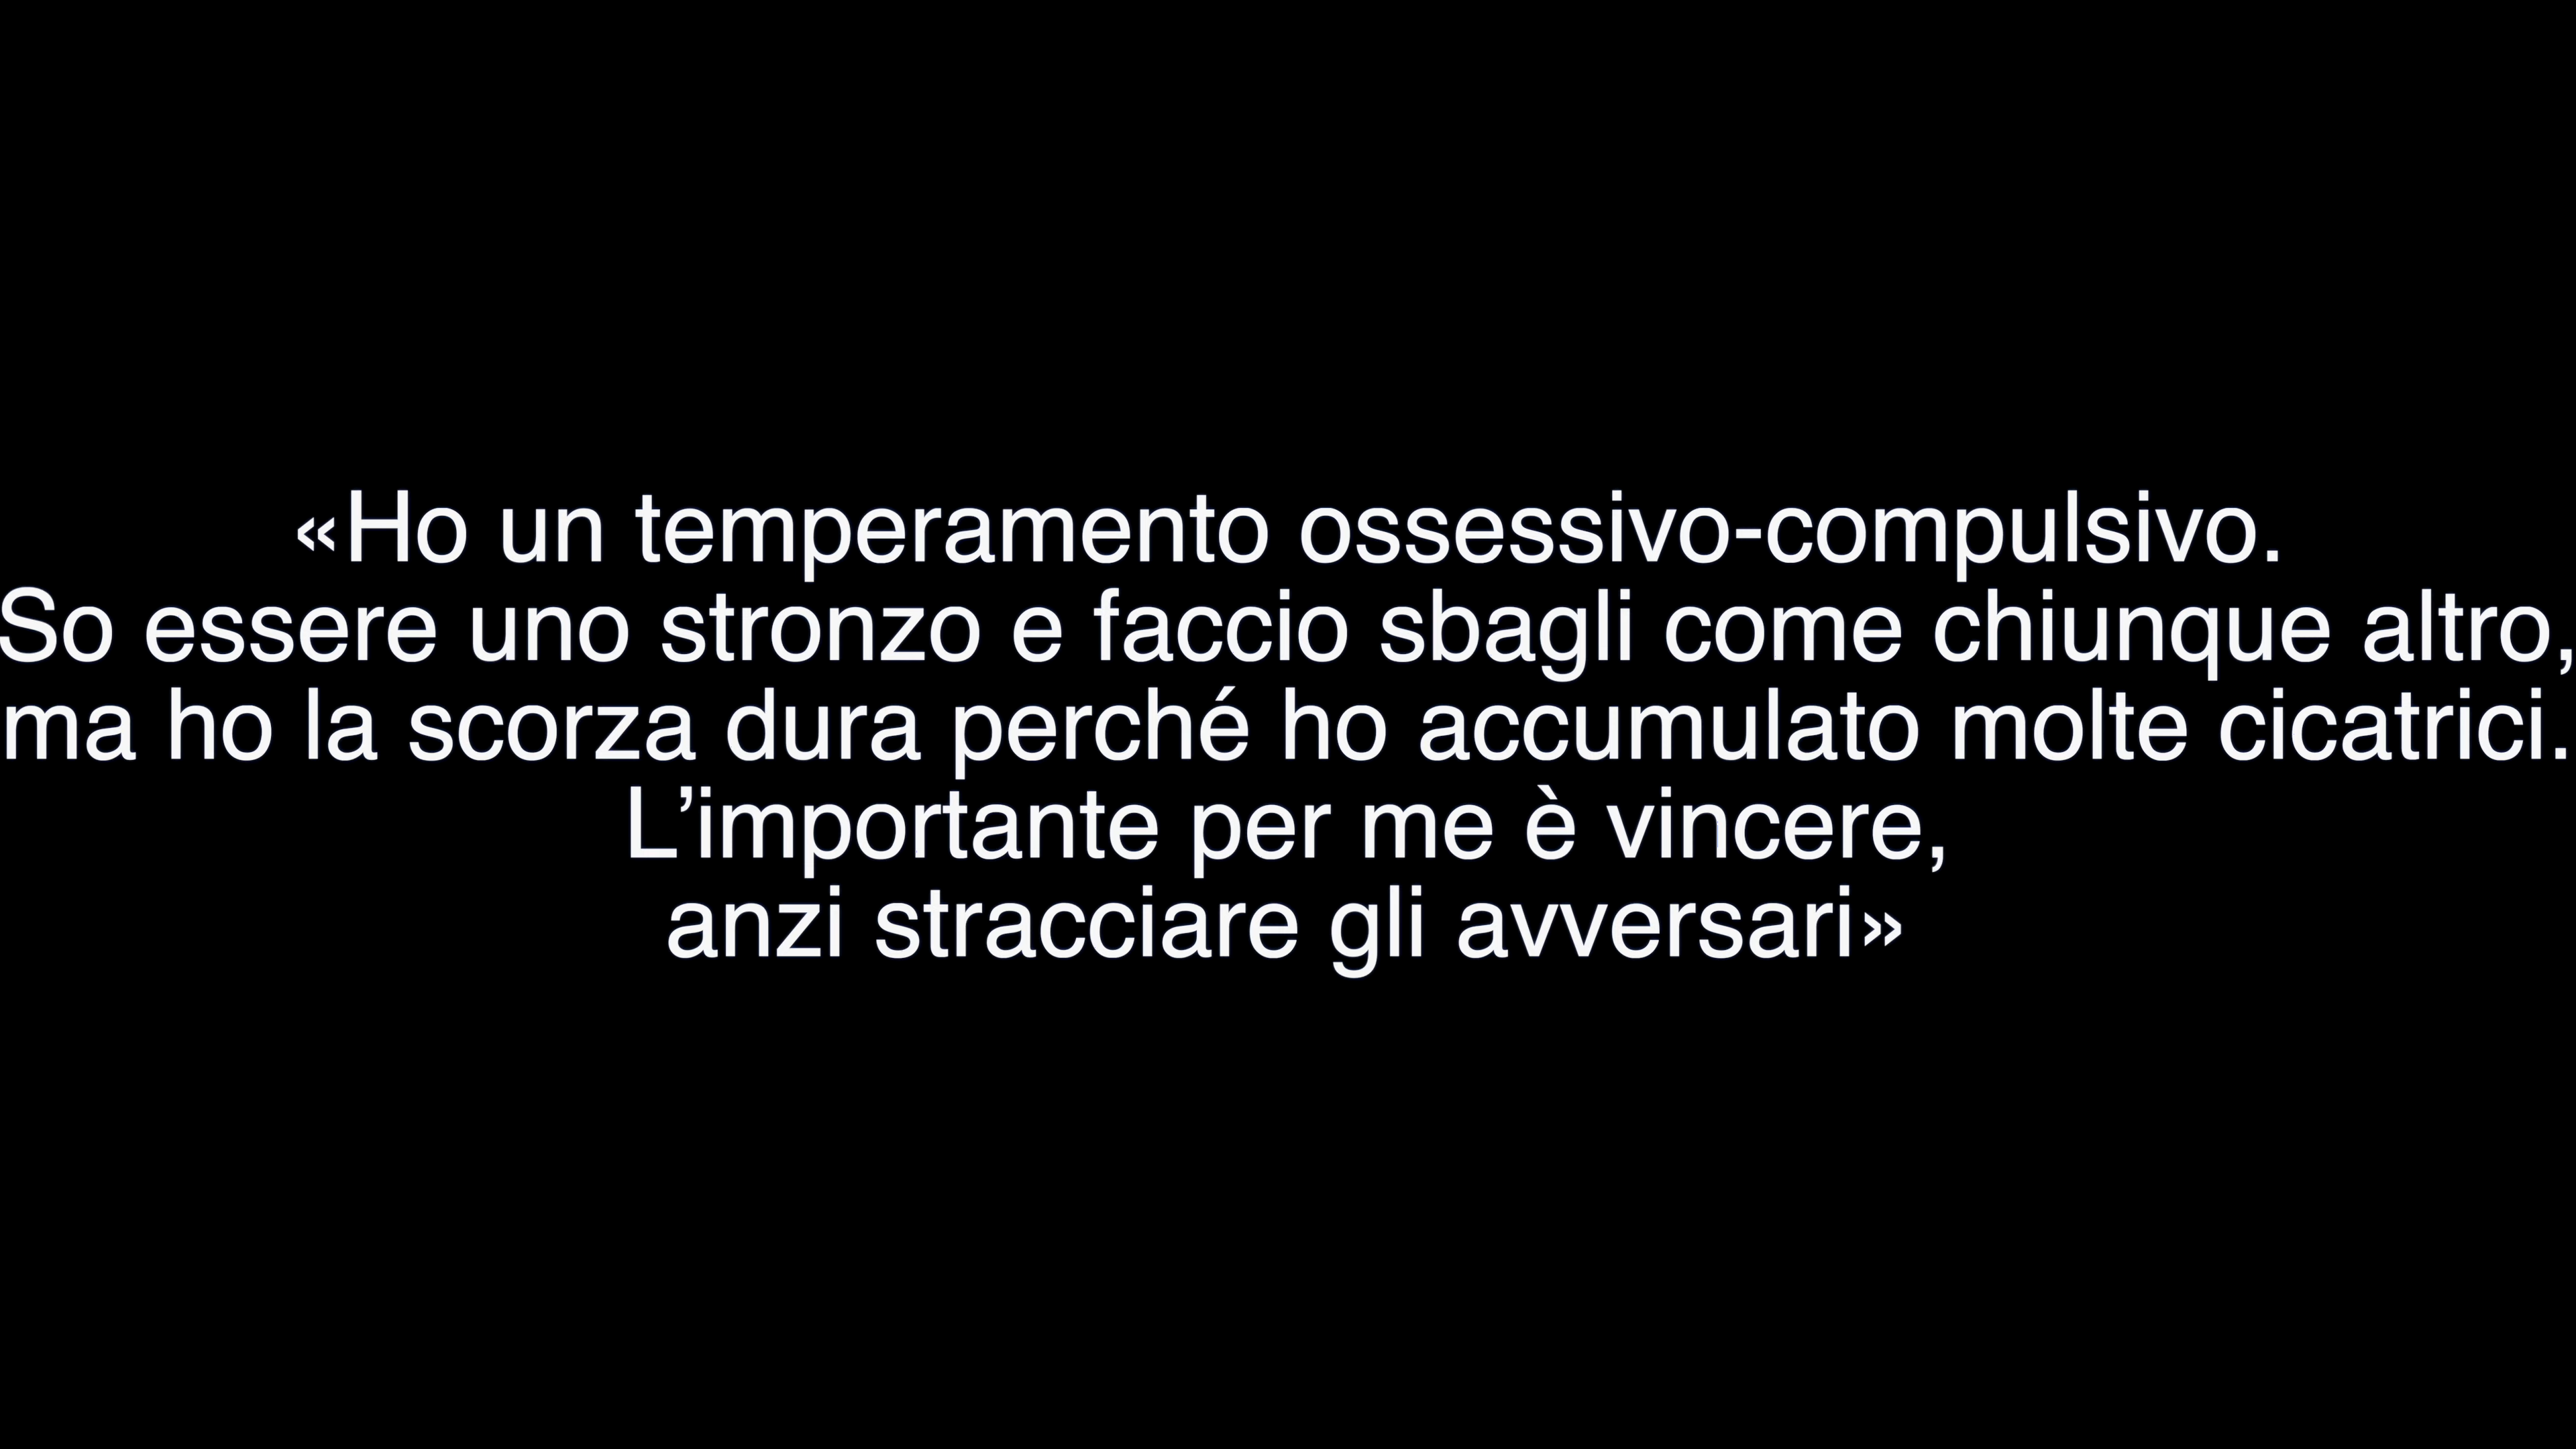 «Ho un temperamento ossessivo-compulsivo.
So essere uno stronzo e faccio sbagli come chiunque altro,
ma ho la scorza dura perché ho accumulato molte cicatrici.
L’importante per me è vincere,
anzi stracciare gli avversari»